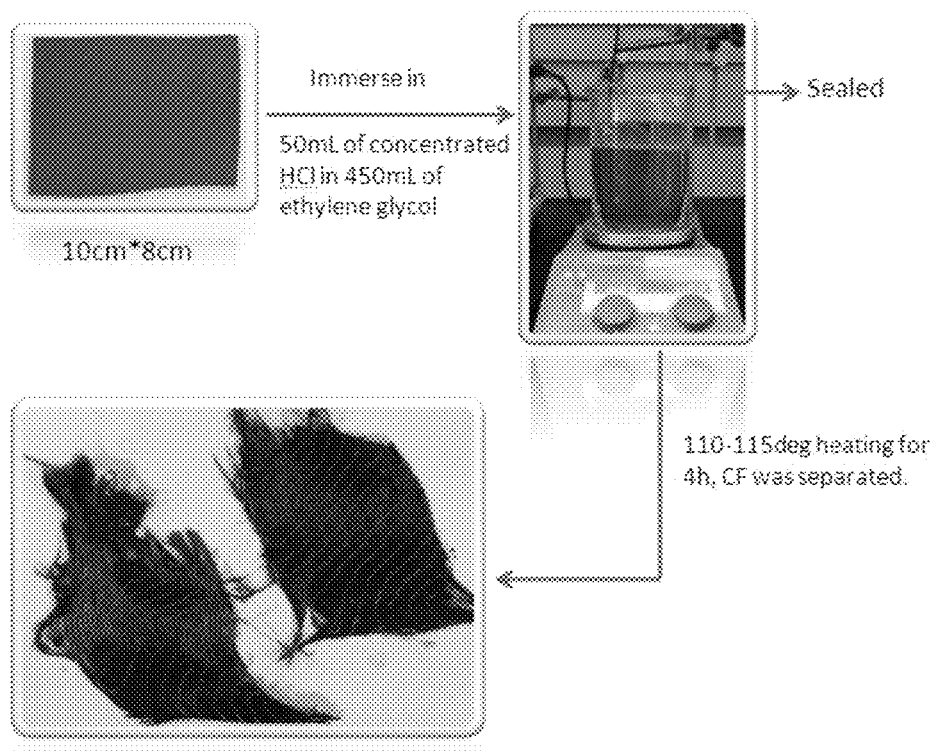 Immerse in
50mL of concentrated
HCl in 450mL of
ethylene glycol
10cm*8cm
Sealed
110-115deg heating for
4h, CF was separated.